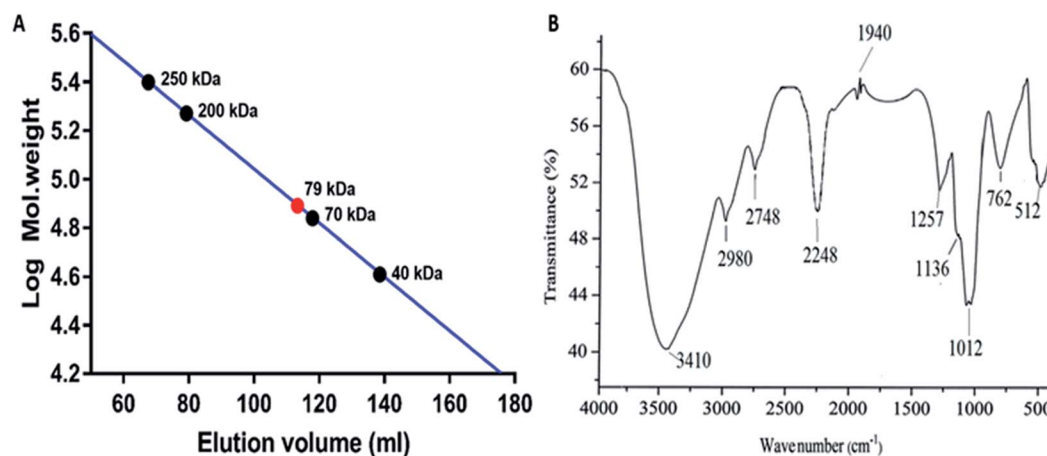 A
5.6
5.4
5.2
5.0
4.8
4.6
4.4
4.2
Log Mol.weight
250 kDa
200 kDa
79 kDa
70 kDa
40 kDa
60 80 100 120 140 160 180
Elution volume (ml)
B
60
56
52
48
44
40
Transmittance (%)
1940
2748
2980
2248
1257
762
512
1136
1012
3410
4000 3500 3000 2500 2000 1500 1000 500
Wavenumber (cm⁻¹)